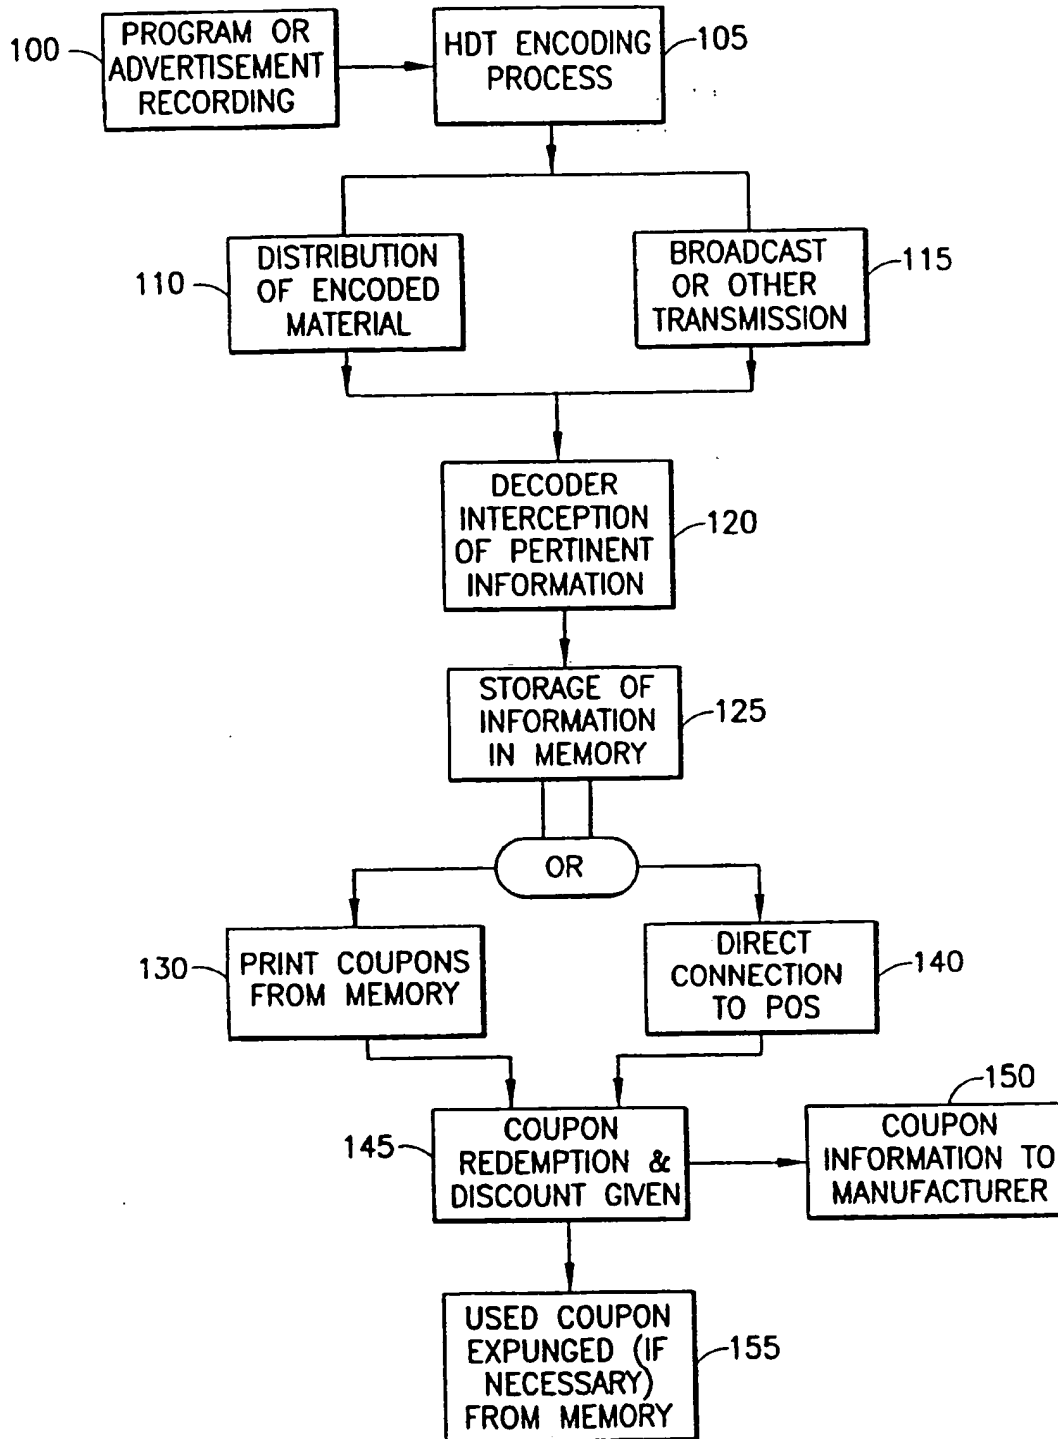 100
PROGRAM OR
ADVERTISEMENT
RECORDING
HDT ENCODING
PROCESS
105
110
DISTRIBUTION
OF ENCODED
MATERIAL
BROADCAST
OR OTHER
TRANSMISSION
115
DECODER
INTERCEPTION
OF PERTINENT
INFORMATION
120
STORAGE OF
INFORMATION
IN MEMORY
125
OR
130
PRINT COUPONS
FROM MEMORY
DIRECT
CONNECTION
TO POS
140
145
COUPON
REDEMPTION &
DISCOUNT GIVEN
150
COUPON
INFORMATION TO
MANUFACTURER
USED COUPON
EXPUNGED (IF
NECESSARY)
FROM MEMORY
155